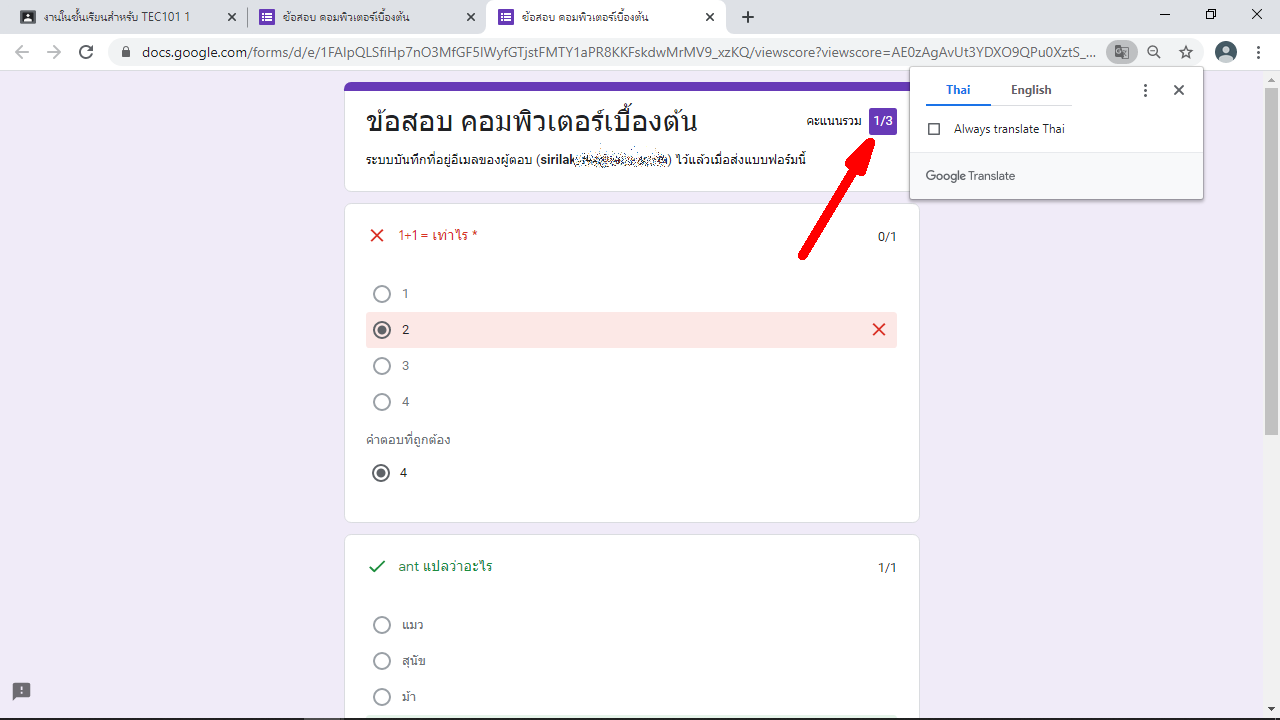 งานในชั้นเรียนสำหรับ TEC101 1
ข้อสอบ คอมพิวเตอร์เบื้องต้น
ข้อสอบ คอมพิวเตอร์เบื้องต้น
docs.google.com/forms/d/e/1FAIpQLSfiHp7nO3MfGF5IWyfGTjstFMTY1aPR8KKFskdwMrMV9_xzKQ/viewscore?viewscore=AE0zAgAvUt3YDXO9QPu0XztS_...
Thai English
Always translate Thai
Google Translate
ข้อสอบ คอมพิวเตอร์เบื้องต้น
คะแนนรวม 1/3
ระบบบันทึกที่อยู่อีเมลของผู้ตอบ (sirilak) ไว้แล้วเมื่อส่งแบบฟอร์มนี้
1+1 = เท่าไร * 0/1
1
2
3
4
คำตอบที่ถูกต้อง
4
ant แปลว่าอะไร 1/1
แมว
สุนัข
ม้า